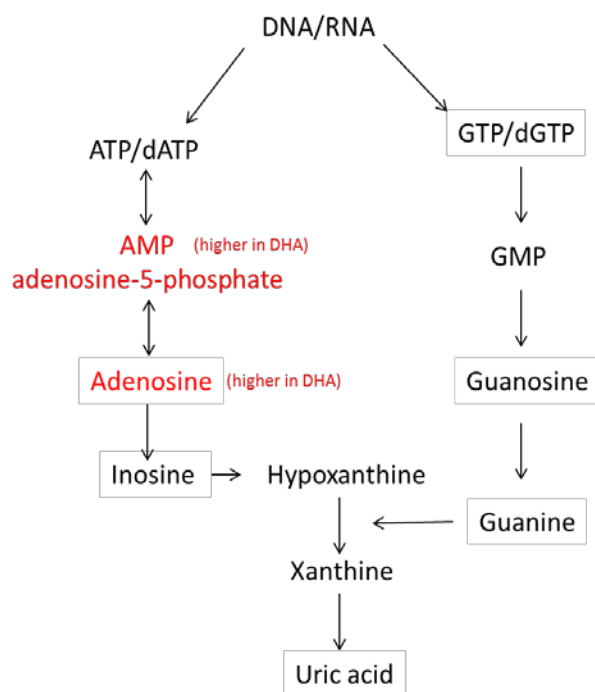 DNA/RNA
ATP/dATP
GTP/dGTP
AMP (higher in DHA)
adenosine-5-phosphate
GMP
Adenosine (higher in DHA)
Guanosine
Inosine
Hypoxanthine
Guanine
Xanthine
Uric acid